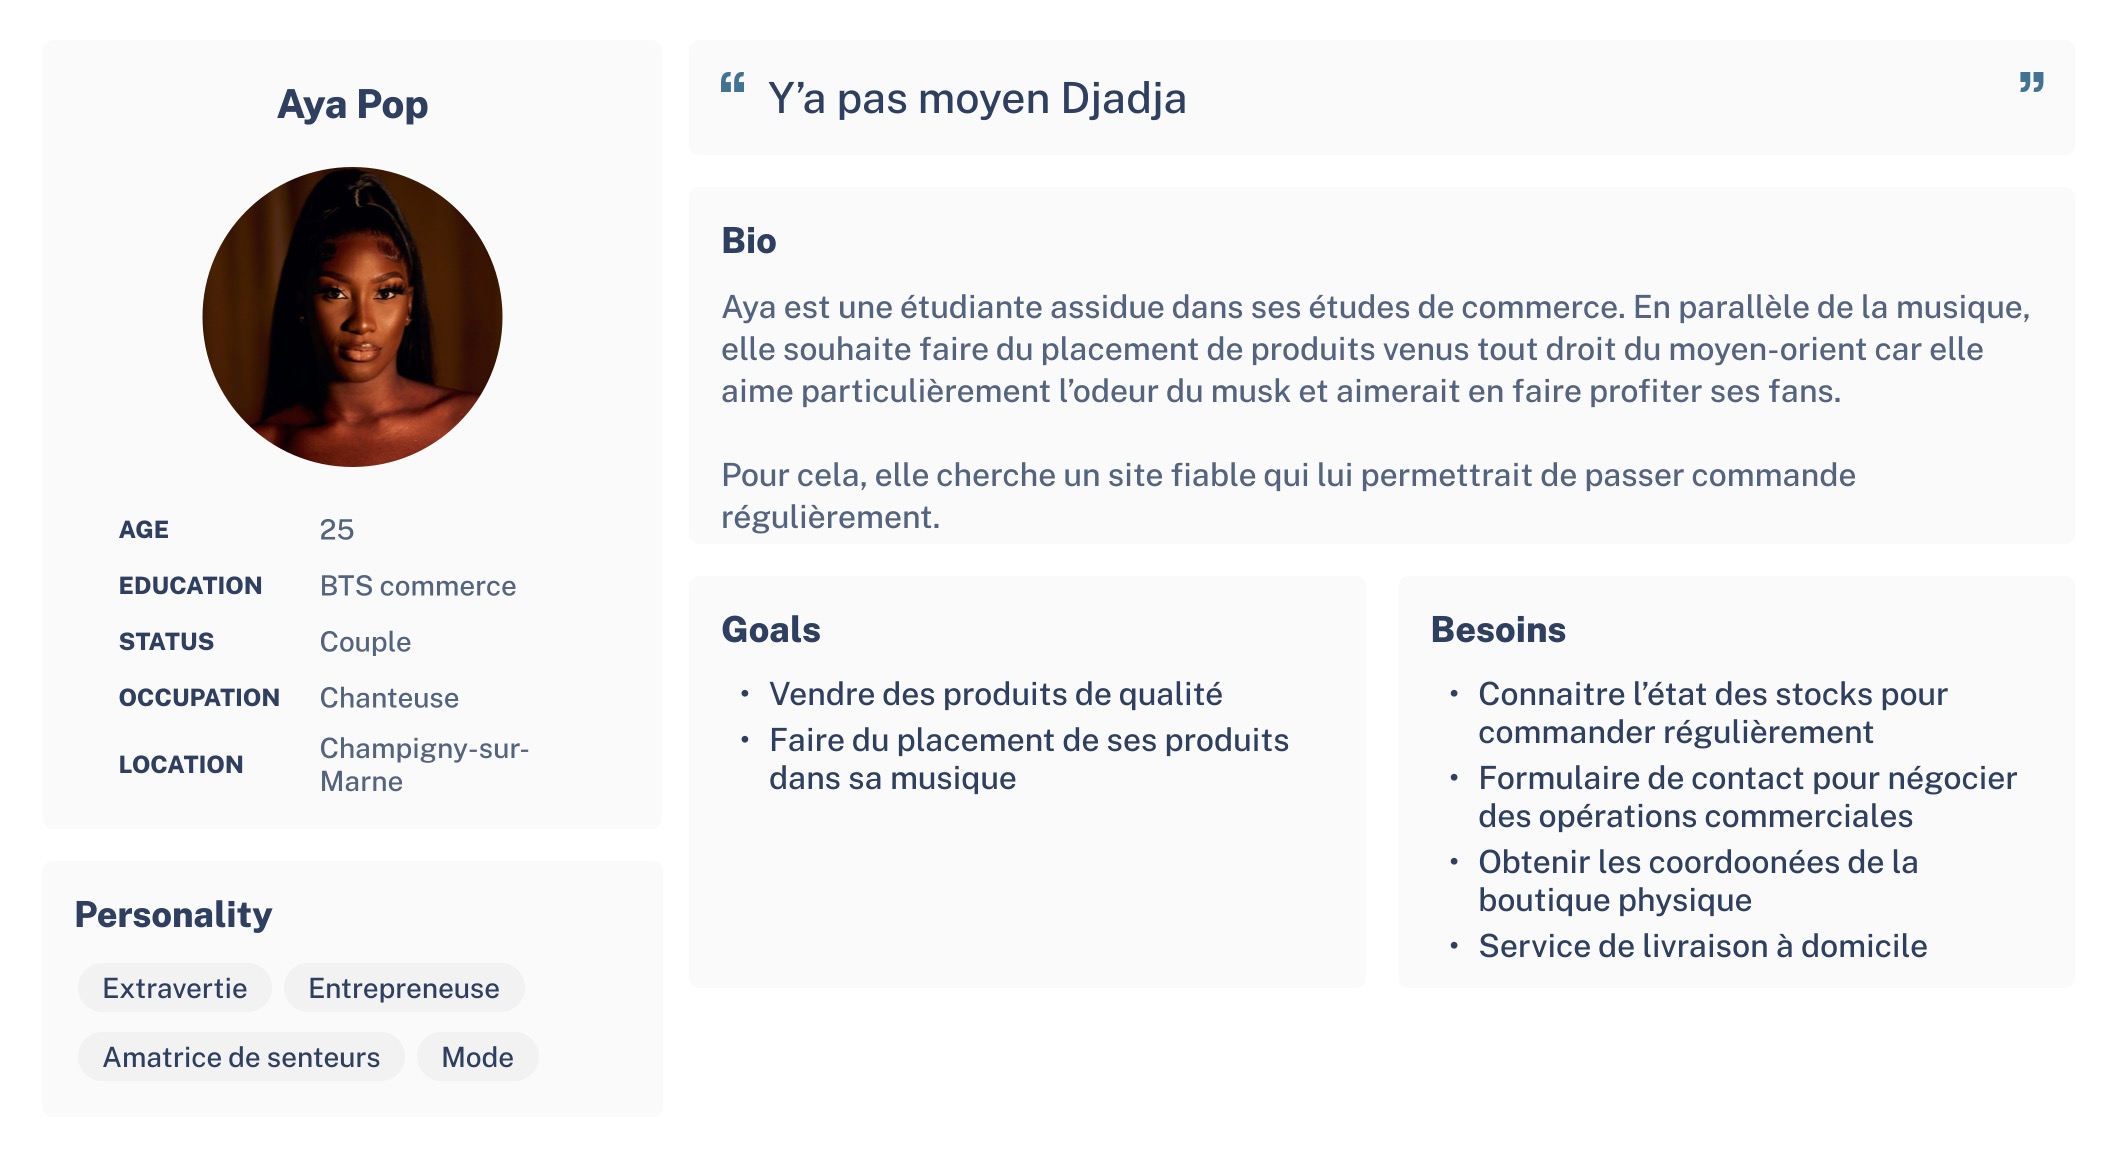 Aya Pop
AGE 25
EDUCATION BTS commerce
STATUS Couple
OCCUPATION Chanteuse
LOCATION Champigny-sur-
Marne
Personality
Extravertie Entrepreneuse
Amatrice de senteurs Mode
“ Y’a pas moyen Djadja ”
Bio
Aya est une étudiante assidue dans ses études de commerce. En parallèle de la musique,
elle souhaite faire du placement de produits venus tout droit du moyen-orient car elle
aime particulièrement l’odeur du musk et aimerait en faire profiter ses fans.
Pour cela, elle cherche un site fiable qui lui permettrait de passer commande
régulièrement.
Goals
• Vendre des produits de qualité
• Faire du placement de ses produits
dans sa musique
Besoins
• Connaitre l’état des stocks pour
commander régulièrement
• Formulaire de contact pour négocier
des opérations commerciales
• Obtenir les coordoonées de la
boutique physique
• Service de livraison à domicile